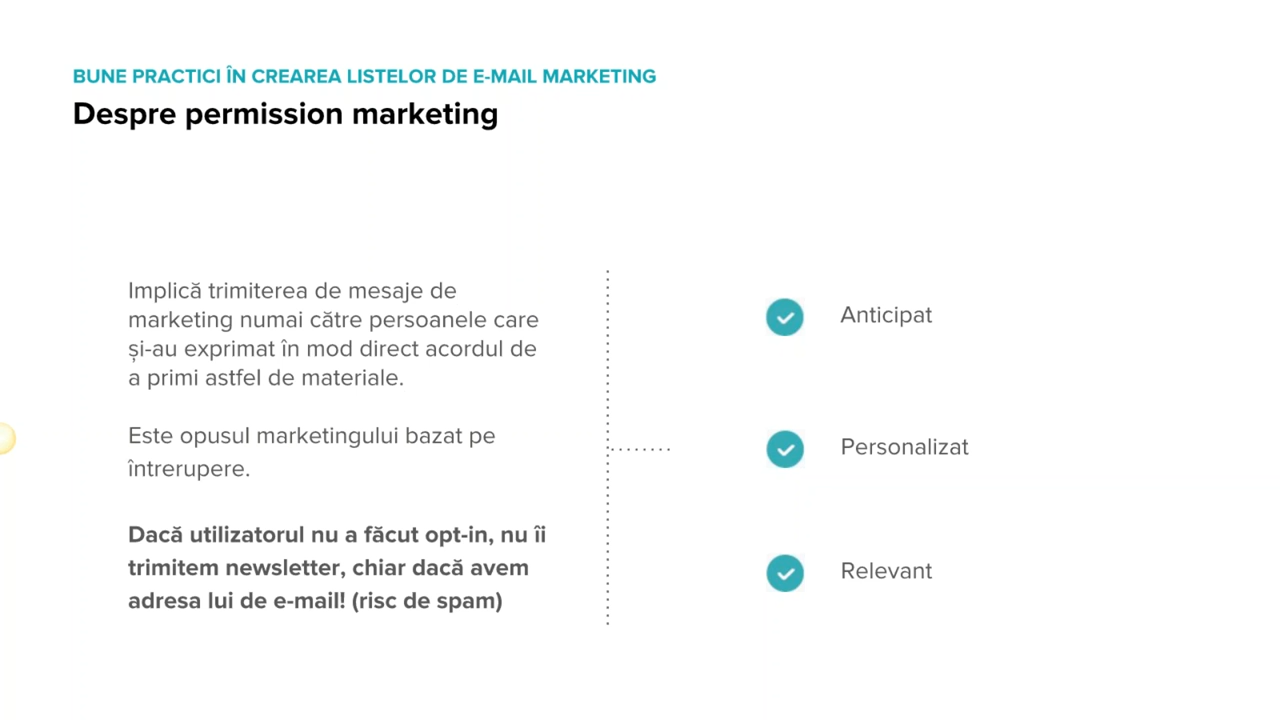 BUNE PRACTICI ÎN CREAREA LISTELOR DE E-MAIL MARKETING
Despre permission marketing
Implică trimiterea de mesaje de
marketing numai către persoanele care
și-au exprimat în mod direct acordul de
a primi astfel de materiale.
Este opusul marketingului bazat pe
întrerupere.
Dacă utilizatorul nu a făcut opt-in, nu îi
trimitem newsletter, chiar dacă avem
adresa lui de e-mail! (risc de spam)
Anticipat
Personalizat
Relevant